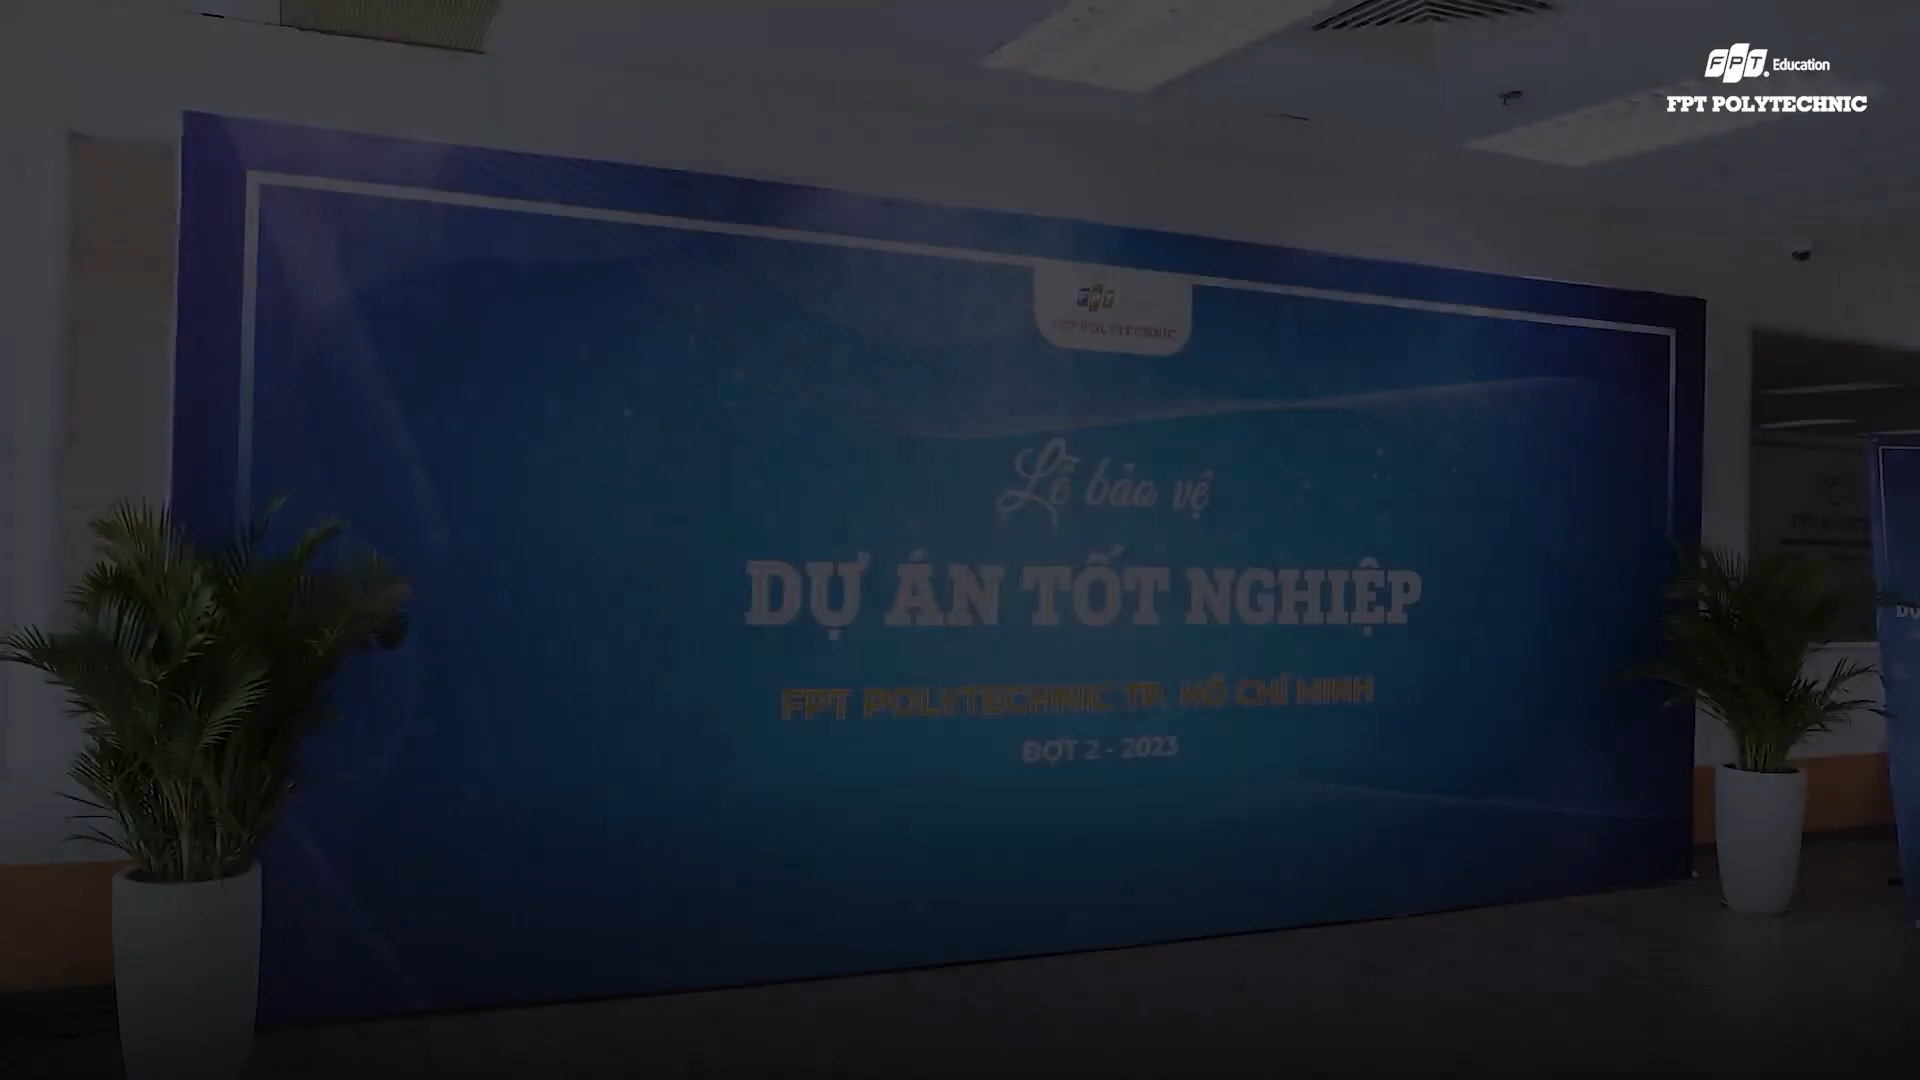 FPT. Education
FPT POLYTECHNIC
FPT
FPT POLYTECHNIC
Lễ bảo vệ
DỰ ÁN TỐT NGHIỆP
FPT POLYTECHNIC TP. HỒ CHÍ MINH
ĐỢT 2 - 2023